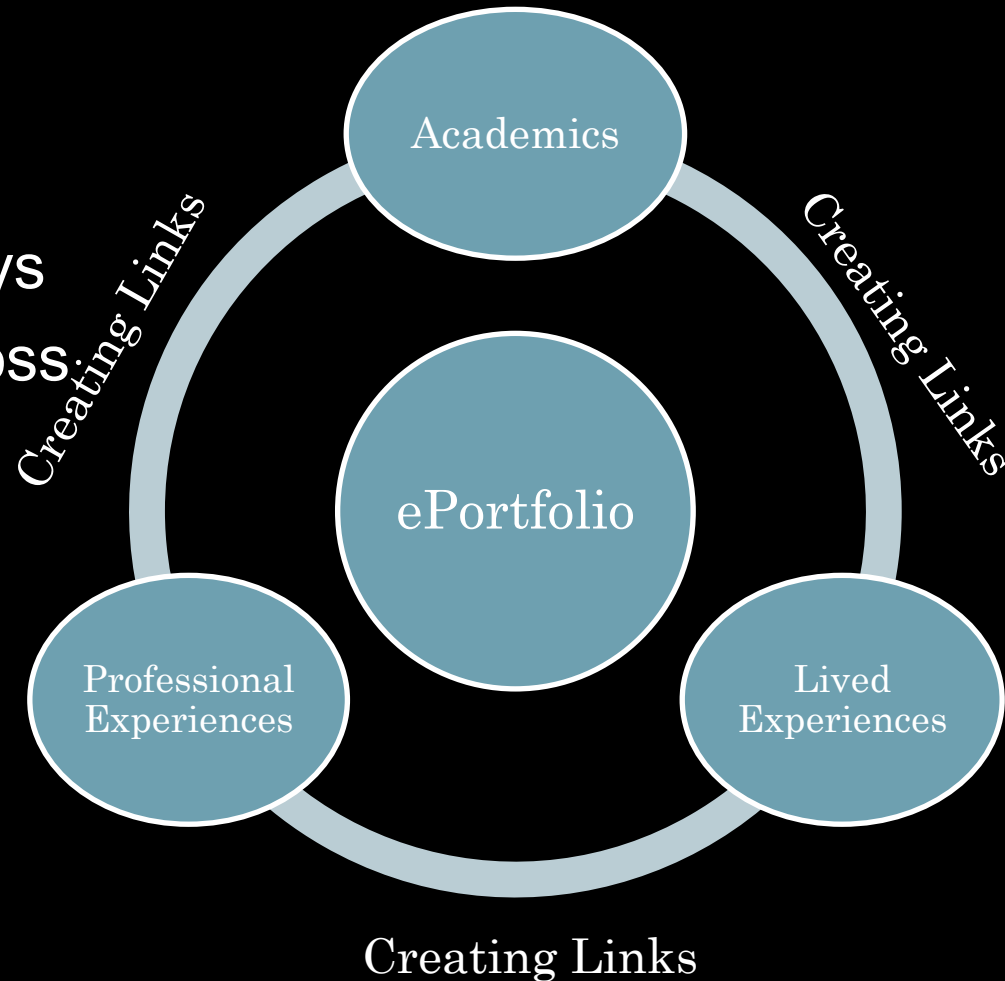 Academics
Creating Links
Creating Links
ePortfolio
Professional
Experiences
Lived
Experiences
Creating Links